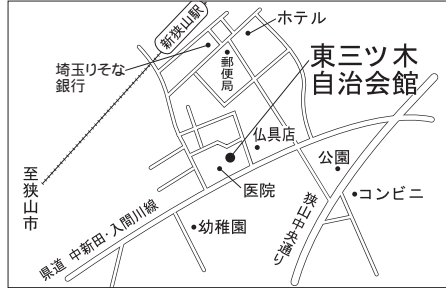 新狭山駅
ホテル
埼玉りそな
銀行
郵便局
東三ツ木
自治会館
仏具店
公園
至狭山市
医院
コンビニ
狭山中央通り
幼稚園
県道 中新田・入間川線